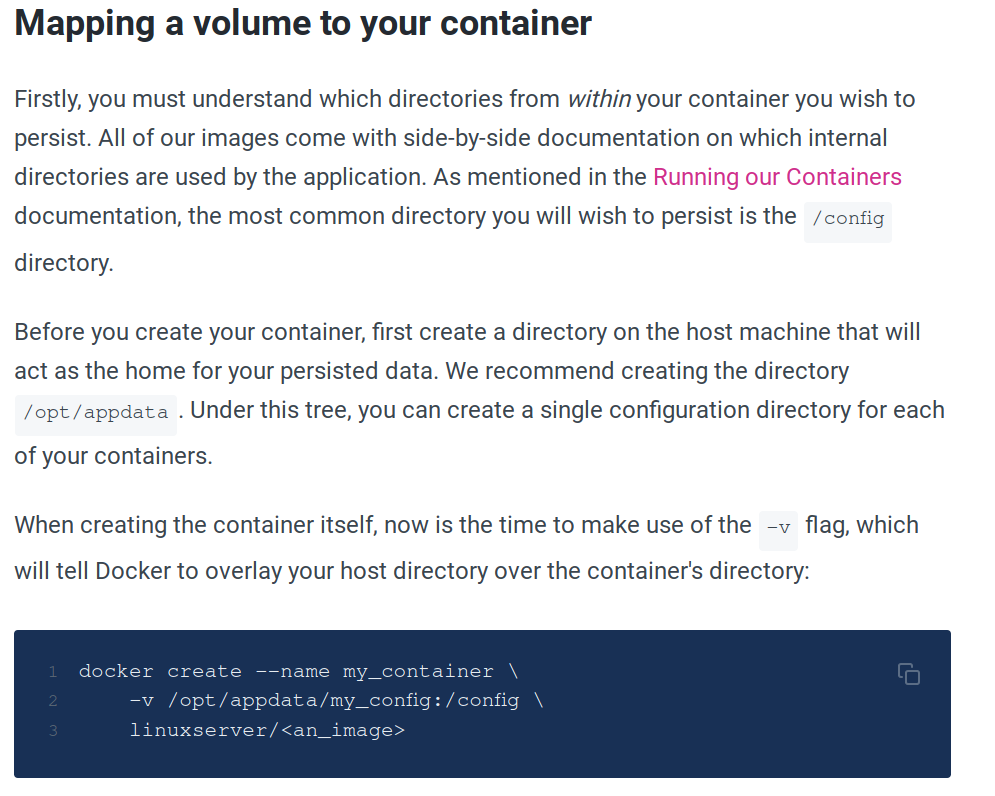 Mapping a volume to your container
Firstly, you must understand which directories from within your container you wish to
persist. All of our images come with side-by-side documentation on which internal
directories are used by the application. As mentioned in the Running our Containers
documentation, the most common directory you will wish to persist is the /config
directory.
Before you create your container, first create a directory on the host machine that will
act as the home for your persisted data. We recommend creating the directory
/opt/appdata . Under this tree, you can create a single configuration directory for each
of your containers.
When creating the container itself, now is the time to make use of the -v flag, which
will tell Docker to overlay your host directory over the container's directory:
1 docker create --name my_container \
2     -v /opt/appdata/my_config:/config \
3     linuxserver/<an_image>